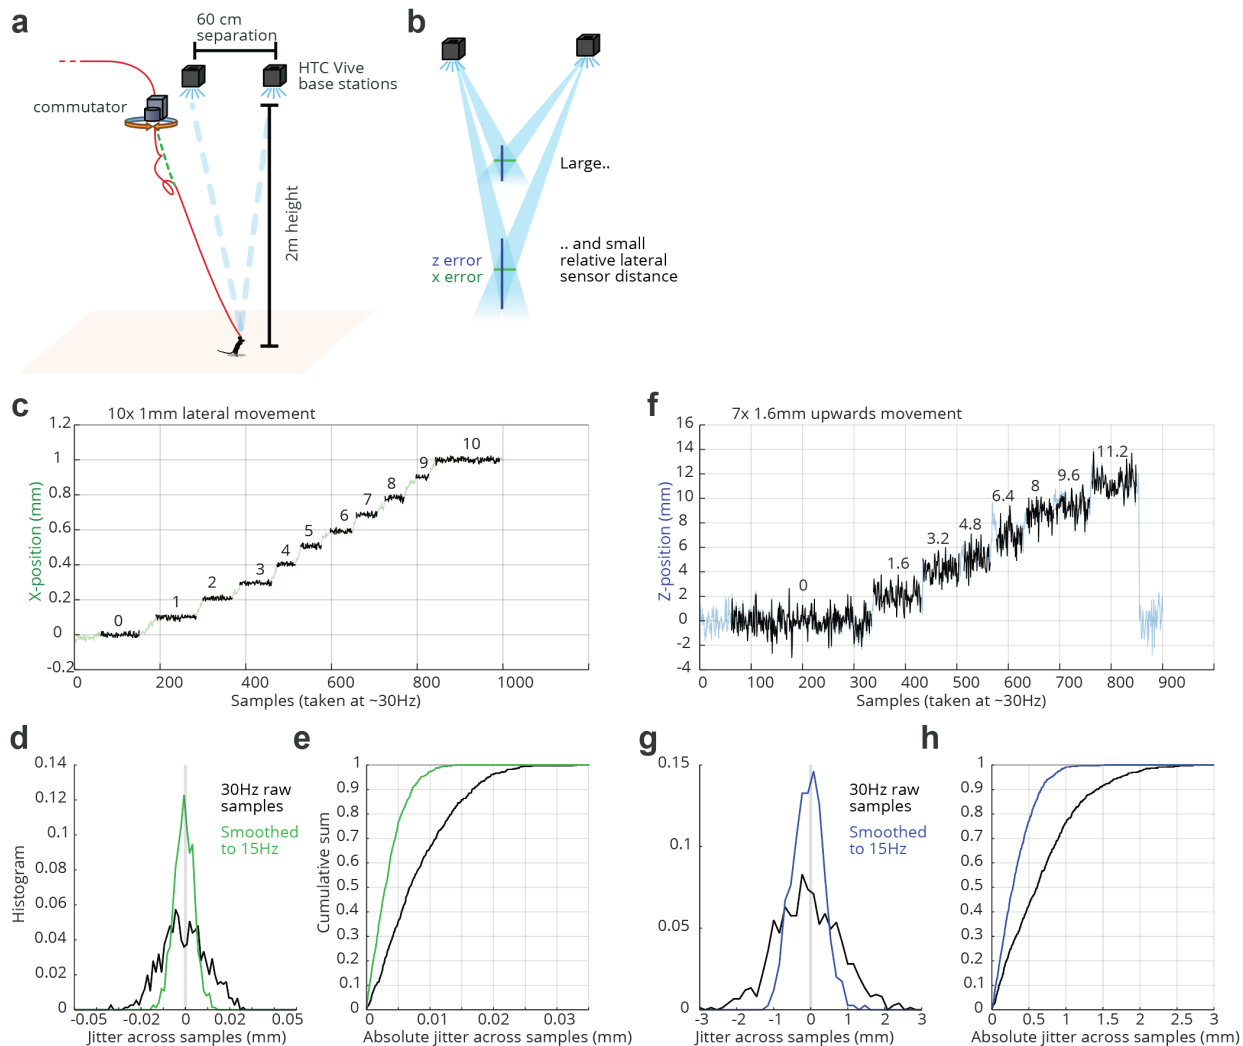 a
60 cm
separation
HTC Vive
base stations
commutator
2m height
b
Large..
.. and small
relative lateral
sensor distance
z error
x error
c
10x 1mm lateral movement
X-position (mm)
1.2
1
0.8
0.6
0.4
0.2
0
-0.2
0
1
2
3
4
5
6
7
8
9
10
0
200
400
600
800
1000
Samples (taken at ~30Hz)
f
7x 1.6mm upwards movement
Z-position (mm)
16
14
12
10
8
6
4
2
0
-2
-4
0
1.6
3.2
4.8
6.4
8
9.6
11.2
0
100
200
300
400
500
600
700
800
900
Samples (taken at ~30Hz)
d
Histogram
0.14
0.12
0.1
0.08
0.06
0.04
0.02
0
30Hz raw
samples
Smoothed
to 15Hz
-0.05
-0.02
0
0.02
0.05
Jitter across samples (mm)
e
Cumulative sum
1
0.9
0.8
0.7
0.6
0.5
0.4
0.3
0.2
0.1
0
0
0.01
0.02
0.03
Absolute jitter across samples (mm)
g
0.15
0.1
0.05
0
30Hz raw
samples
Smoothed
to 15Hz
-3
-2
-1
0
1
2
3
Jitter across samples (mm)
h
1
0.9
0.8
0.7
0.6
0.5
0.4
0.3
0.2
0.1
0
0
0.5
1
1.5
2
2.5
3
Absolute jitter across samples (mm)